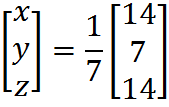 [x y z] = 1/7 [14 7 14]